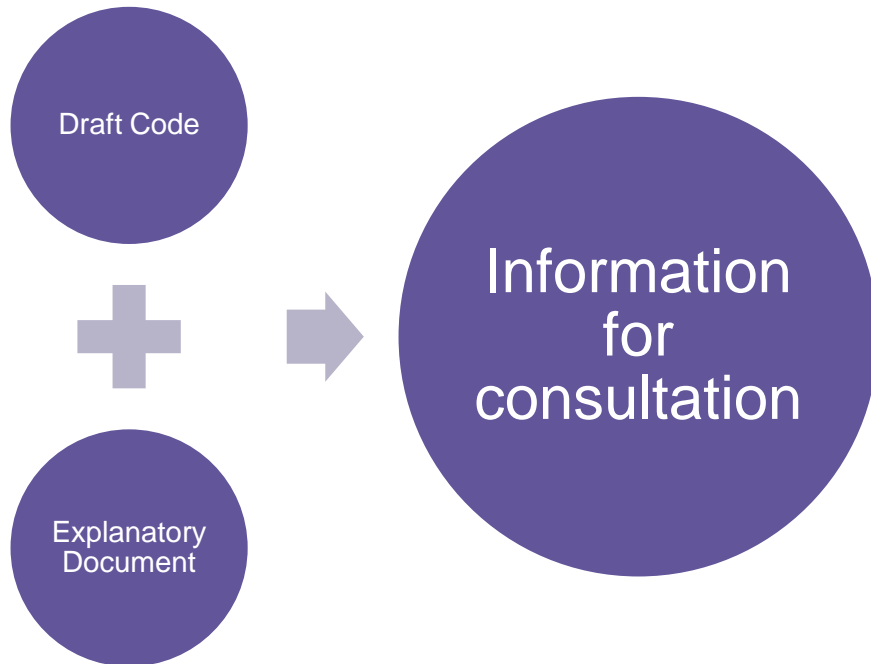 Draft Code
Explanatory
Document
Information
for
consultation